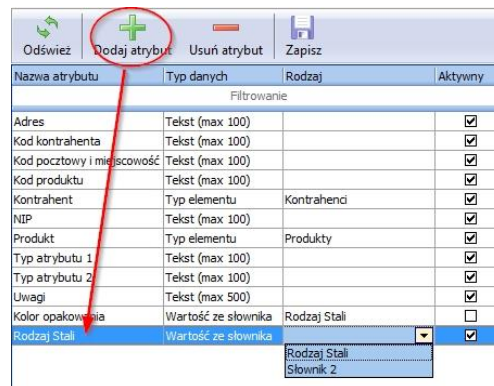 Odśwież Dodaj atrybut Usuń atrybut Zapisz
Nazwa atrybutu Typ danych Rodzaj Aktywny
Filtrowanie
Adres Tekst (max 100)
Kod kontrahenta Tekst (max 100)
Kod pocztowy i miejscowość Tekst (max 100)
Kod produktu Tekst (max 100)
Kontrahent Typ elementu Kontrahenci
NIP Tekst (max 100)
Produkt Typ elementu Produkty
Typ atrybutu 1 Tekst (max 100)
Typ atrybutu 2 Tekst (max 100)
Uwagi Tekst (max 500)
Kolor opakowania Wartość ze słownika Rodzaj Stali
Rodzaj Stali Wartość ze słownika
Rodzaj Stali
Słownik 2